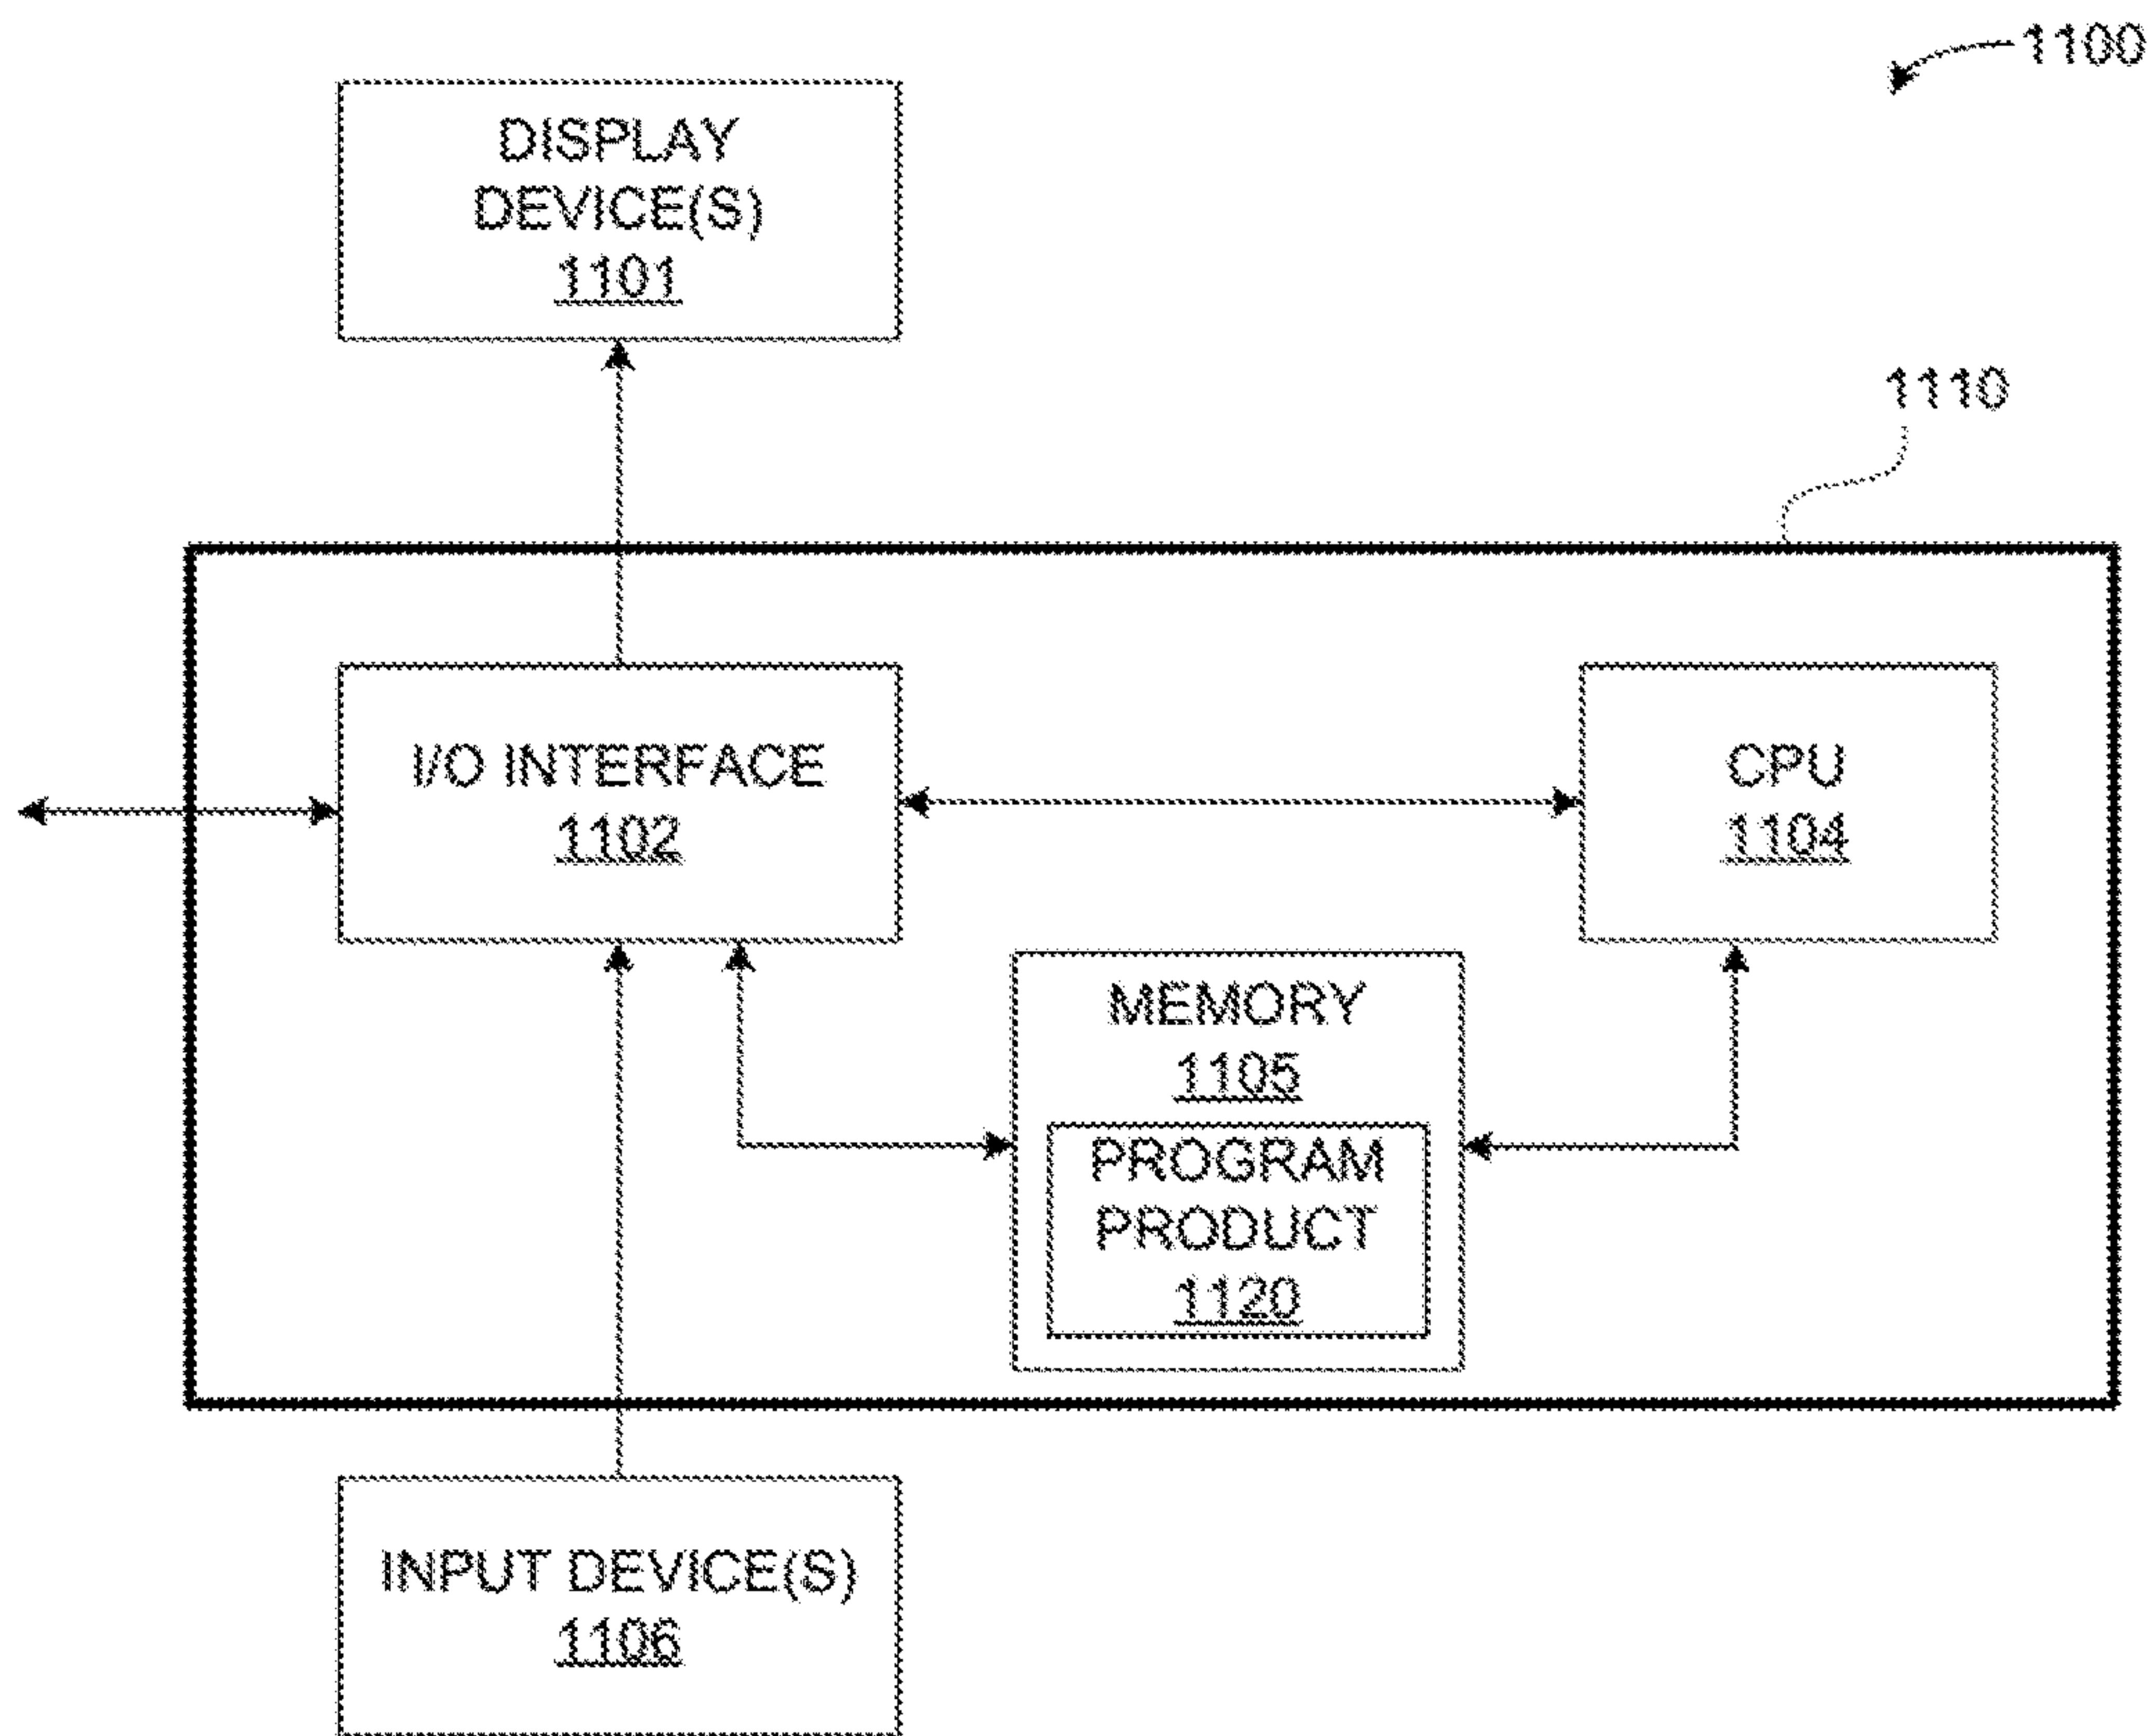 1100
DISPLAY
DEVICE(S)
1101
1110
I/O INTERFACE
1102
CPU
1104
MEMORY
1105
PROGRAM
PRODUCT
1120
INPUT DEVICE(S)
1106